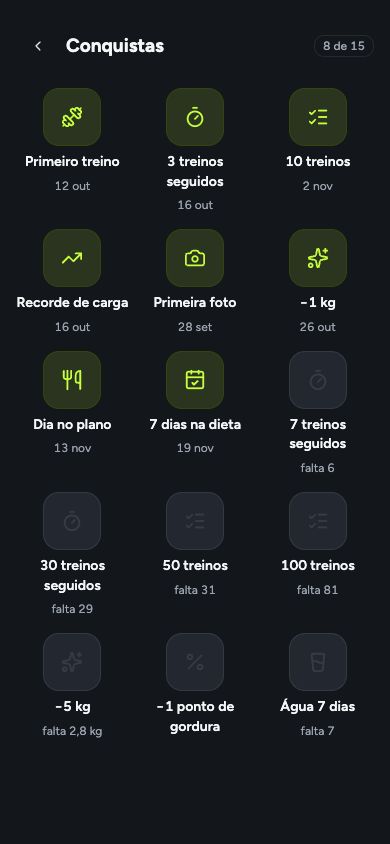 Conquistas
8 de 15
Primeiro treino
12 out
3 treinos
seguidos
16 out
10 treinos
2 nov
Recorde de carga
16 out
Primeira foto
28 set
−1 kg
26 out
Dia no plano
13 nov
7 dias na dieta
19 nov
7 treinos
seguidos
falta 6
30 treinos
seguidos
falta 29
50 treinos
falta 31
100 treinos
falta 81
−5 kg
falta 2,8 kg
−1 ponto de
gordura
Água 7 dias
falta 7